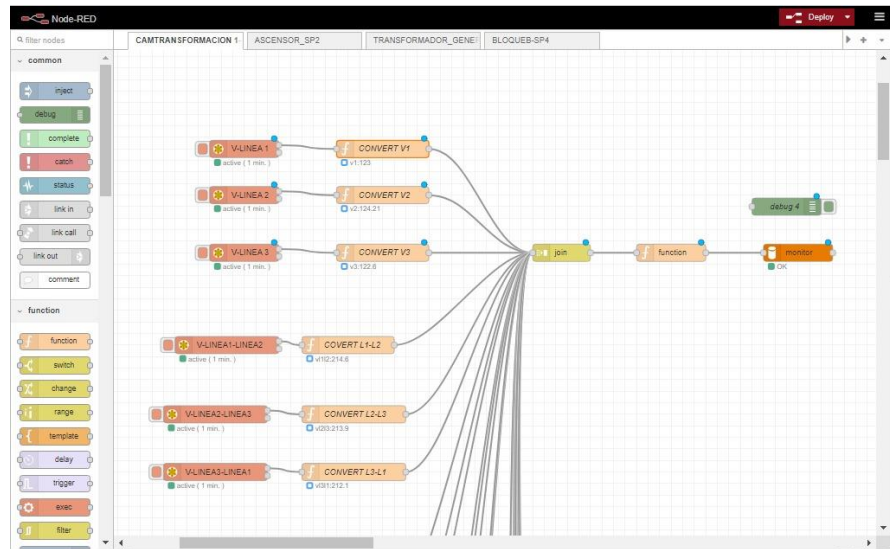 Node-RED
Deploy
filter nodes
CAMTRANSFORMACION 1
ASCENSOR_SP2
TRANSFORMADOR_GENE
BLOQUEB-SP4
common
inject
debug
complete
catch
status
link in
link call
link out
comment
function
function
switch
change
range
template
delay
trigger
exec
filter
V-LINEA 1
active ( 1 min. )
CONVERT V1
v1:123
V-LINEA 2
active ( 1 min. )
CONVERT V2
v2:124.21
V-LINEA 3
active ( 1 min. )
CONVERT V3
v3:122.6
join
function
debug 4
monitor
OK
V-LINEA1-LINEA2
active ( 1 min. )
COVERT L1-L2
vl1l2:214.6
V-LINEA2-LINEA3
active ( 1 min. )
CONVERT L2-L3
vl2l3:213.9
V-LINEA3-LINEA1
active ( 1 min. )
CONVERT L3-L1
vl3l1:212.1